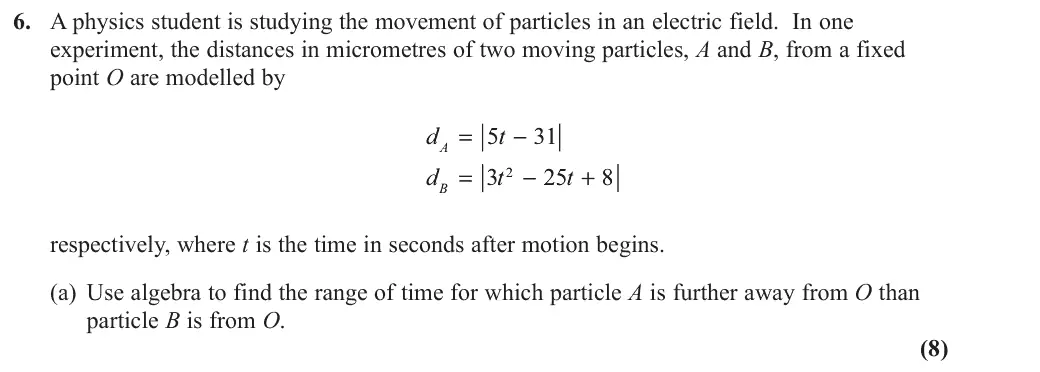 6. A physics student is studying the movement of particles in an electric field. In one
experiment, the distances in micrometres of two moving particles, A and B, from a fixed
point O are modelled by
d_A = |5t − 31|
d_B = |3t² − 25t + 8|
respectively, where t is the time in seconds after motion begins.
(a) Use algebra to find the range of time for which particle A is further away from O than
particle B is from O.
(8)